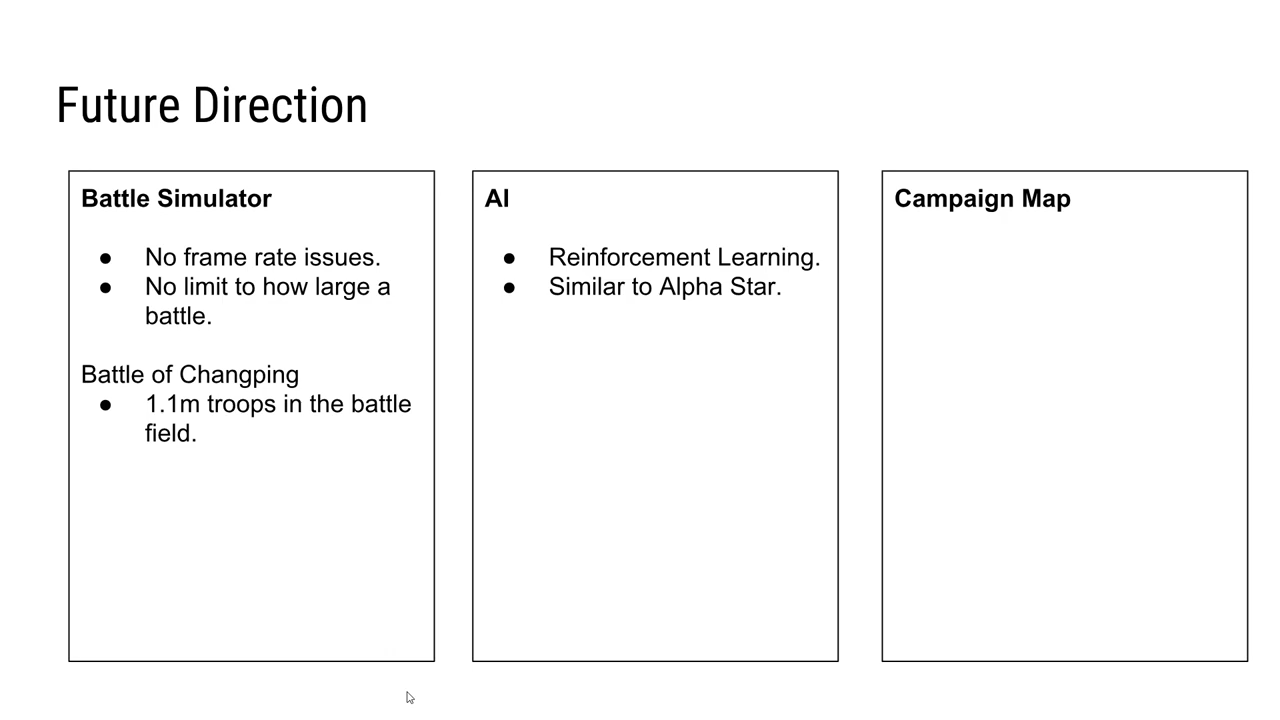 Future Direction
Battle Simulator
● No frame rate issues.
● No limit to how large a
battle.
Battle of Changping
● 1.1m troops in the battle
field.
AI
● Reinforcement Learning.
● Similar to Alpha Star.
Campaign Map